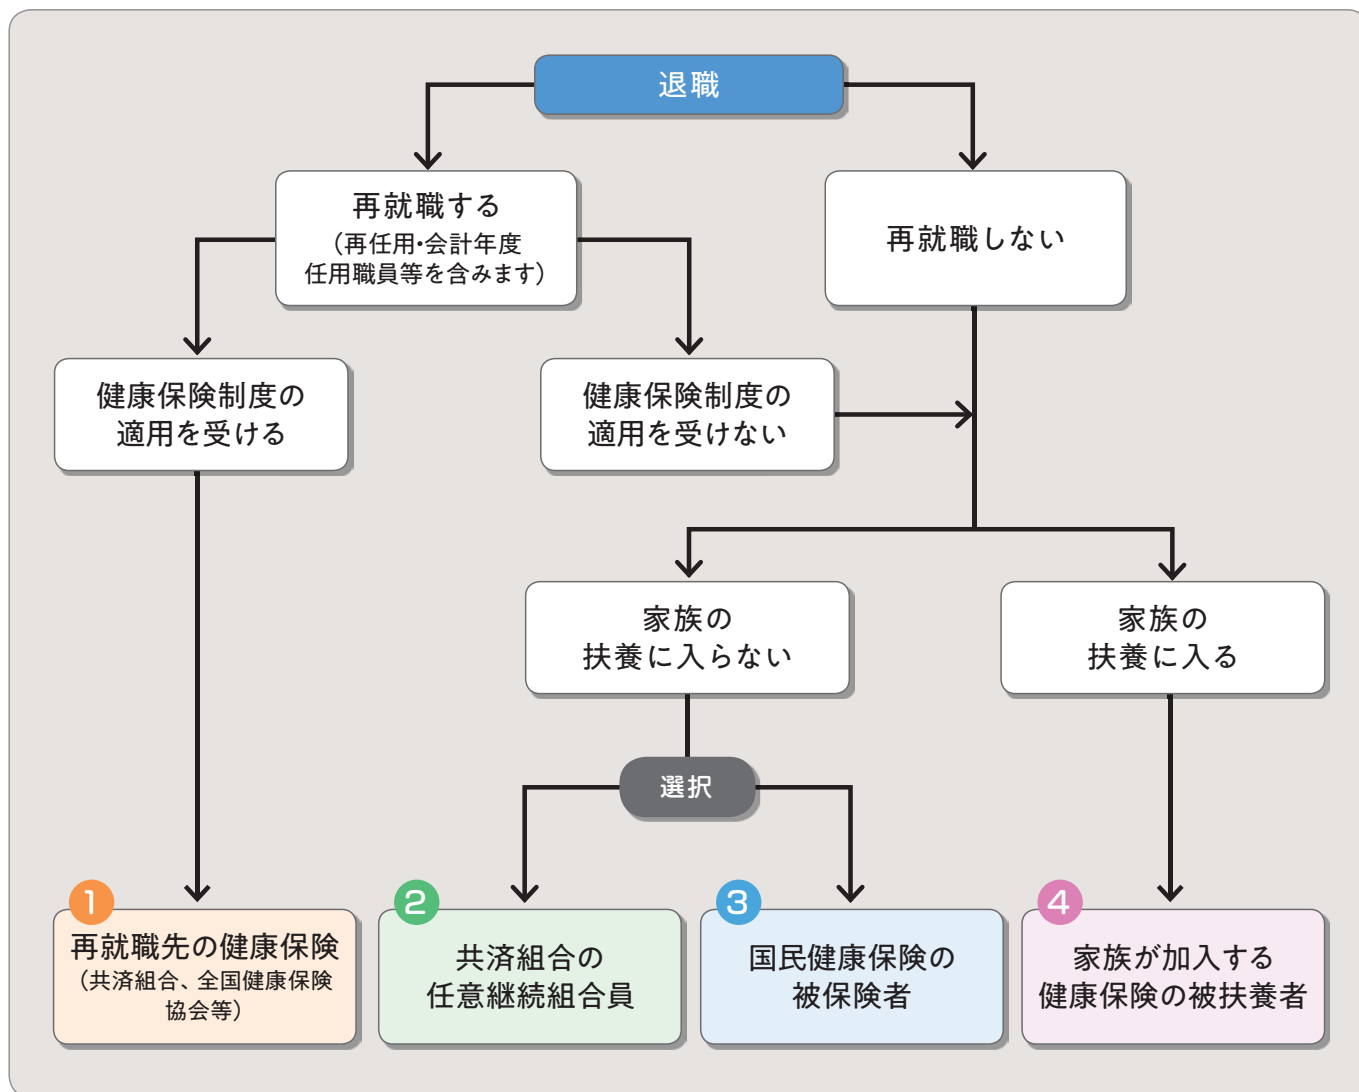 退職
再就職する
（再任用・会計年度
任用職員等を含みます）
再就職しない
健康保険制度の
適用を受ける
健康保険制度の
適用を受けない
家族の
扶養に入らない
家族の
扶養に入る
選択
1
再就職先の健康保険
（共済組合、全国健康保険
協会等）
2
共済組合の
任意継続組合員
3
国民健康保険の
被保険者
4
家族が加入する
健康保険の被扶養者